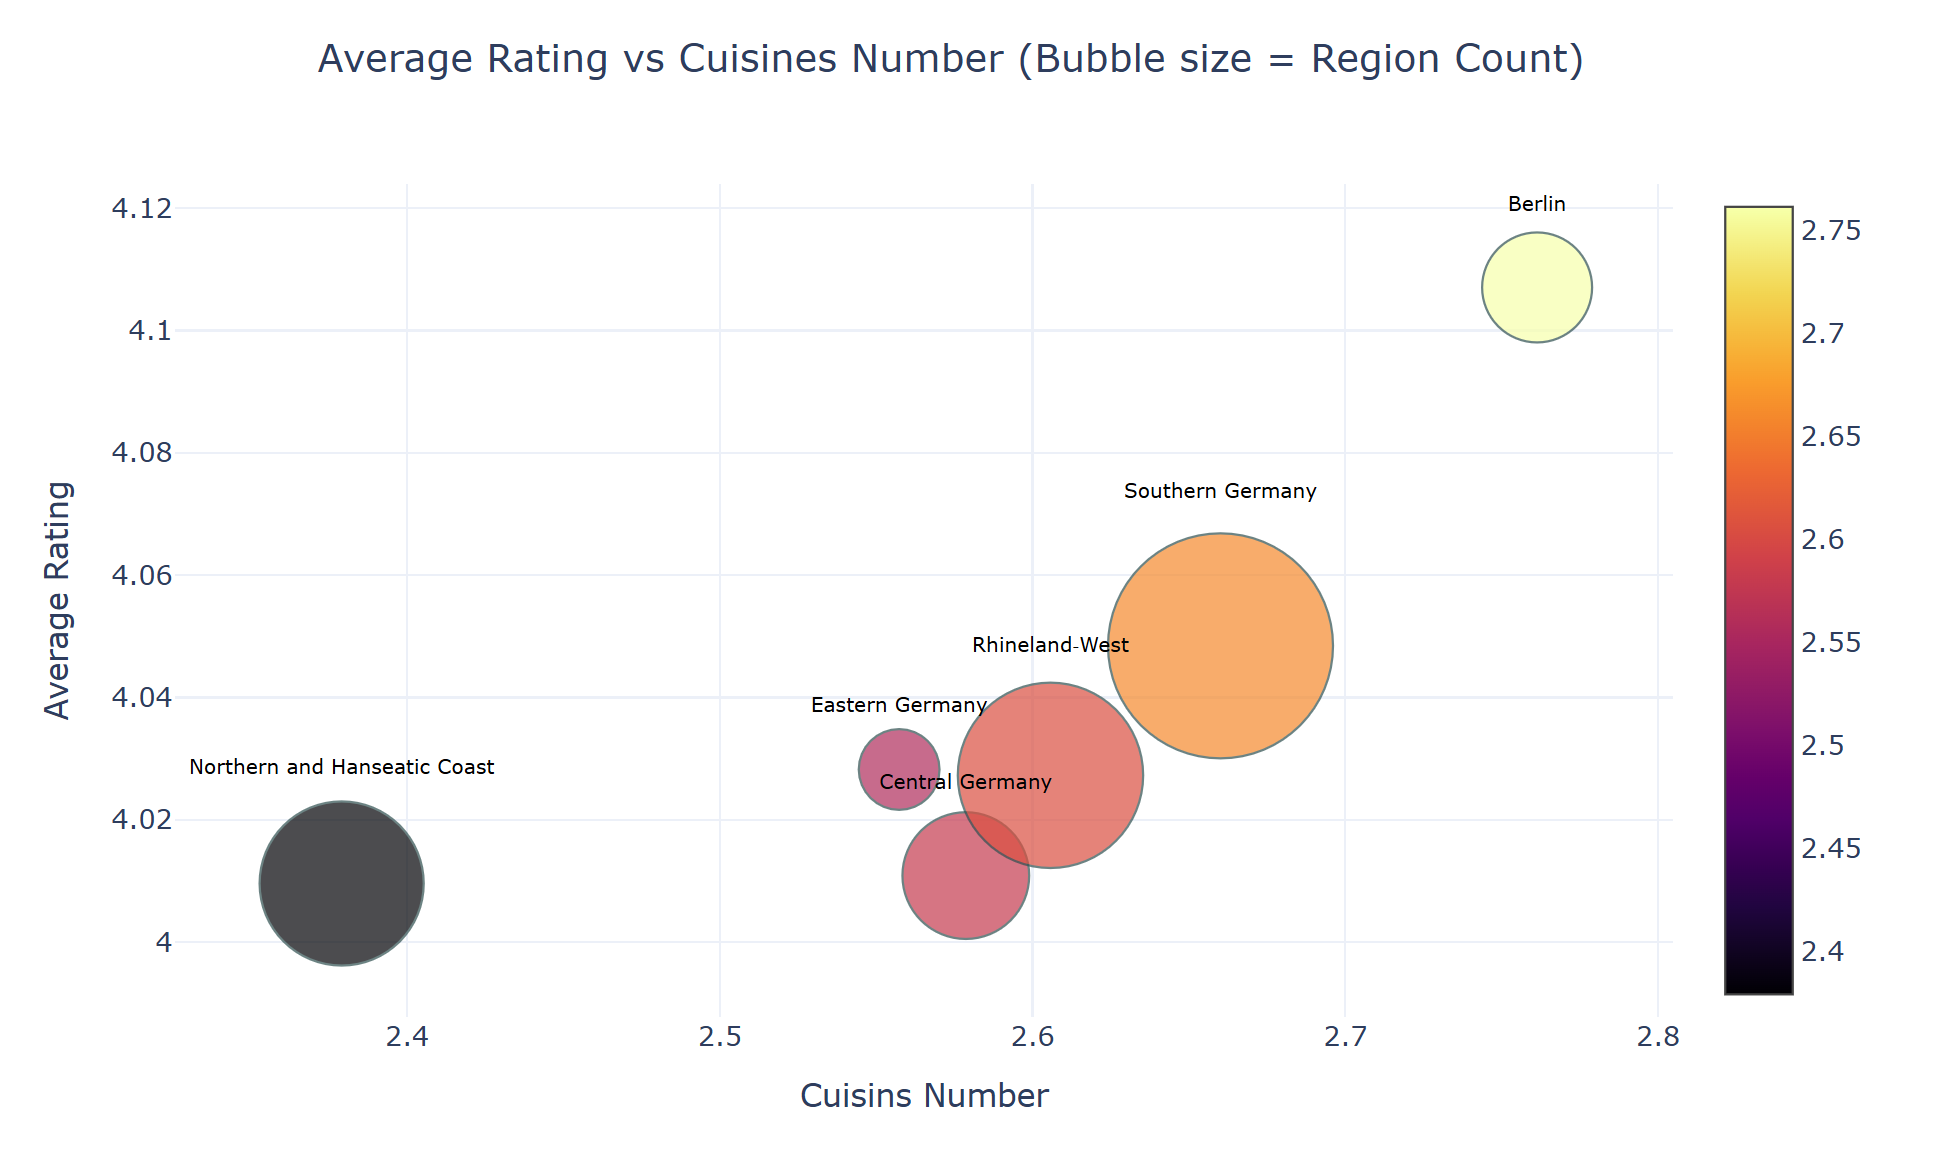 Average Rating vs Cuisines Number (Bubble size = Region Count)
Average Rating
4.12
4.1
4.08
4.06
4.04
4.02
4
Berlin
Southern Germany
Rhineland-West
Eastern Germany
Northern and Hanseatic Coast
Central Germany
2.4
2.5
2.6
2.7
2.8
Cuisins Number
2.75
2.7
2.65
2.6
2.55
2.5
2.45
2.4